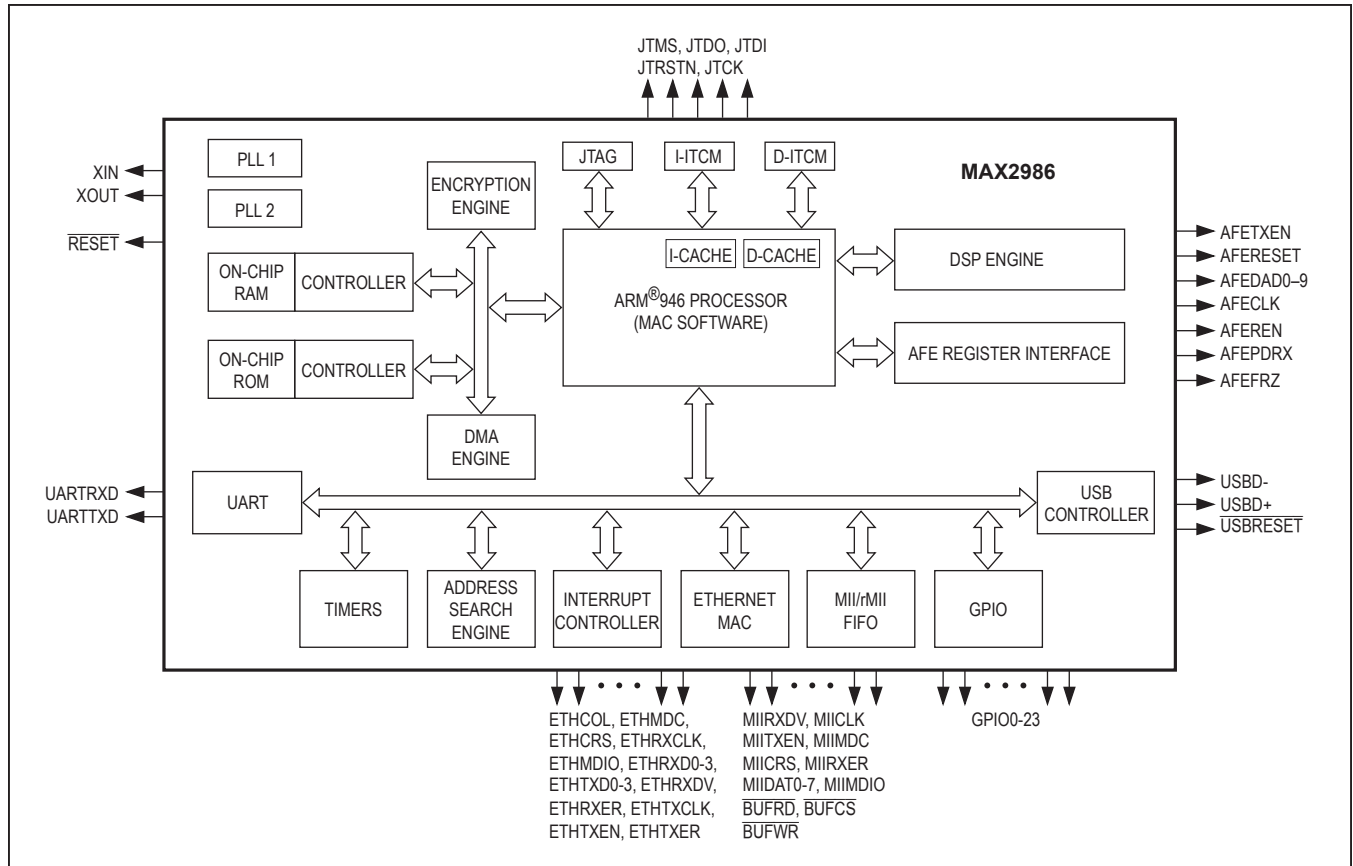 JTMS, JTDO, JTDI
JTRSTN, JTCK
XIN
XOUT
RESET
PLL 1
PLL 2
ENCRYPTION
ENGINE
JTAG
I-ITCM
D-ITCM
MAX2986
I-CACHE
D-CACHE
ARM®946 PROCESSOR
(MAC SOFTWARE)
DSP ENGINE
AFE REGISTER INTERFACE
ON-CHIP
RAM
CONTROLLER
ON-CHIP
ROM
CONTROLLER
DMA
ENGINE
AFETXEN
AFERESET
AFEDAD0–9
AFECLK
AFEREN
AFEPDRX
AFEFRZ
UARTRXD
UARTTXD
UART
USB
CONTROLLER
USBD-
USBD+
USBRESET
TIMERS
ADDRESS
SEARCH
ENGINE
INTERRUPT
CONTROLLER
ETHERNET
MAC
MII/rMII
FIFO
GPIO
ETHCOL, ETHMDC,
ETHCRS, ETHRXCLK,
ETHMDIO, ETHRXD0-3,
ETHTXD0-3, ETHRXDV,
ETHRXER, ETHTXCLK,
ETHTXEN, ETHTXER
MIIRXDV, MIICLK
MIITXEN, MIIMDC
MIICRS, MIIRXER
MIIDAT0-7, MIIMDIO
BUFRD, BUFCS
BUFWR
GPIO0-23